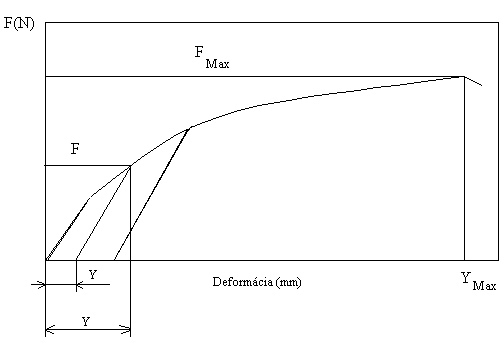 F(N)
F Max
F
Y
Deformácia (mm)
Y Max
Y